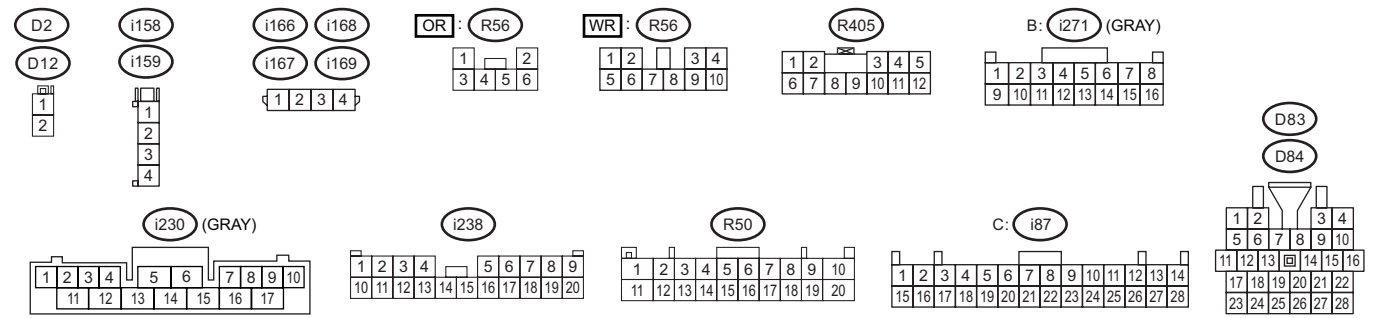 D2
D12
1
2
i158
i159
1
2
3
4
i166 i168
i167 i169
1 2 3 4
OR : R56
1 2
3 4 5 6
WR : R56
1 2 3 4
5 6 7 8 9 10
R405
1 2 3 4 5
6 7 8 9 10 11 12
B: i271 (GRAY)
1 2 3 4 5 6 7 8
9 10 11 12 13 14 15 16
i230 (GRAY)
1 2 3 4 5 6 7 8 9 10
11 12 13 14 15 16 17
i238
1 2 3 4 5 6 7 8 9
10 11 12 13 14 15 16 17 18 19 20
R50
1 2 3 4 5 6 7 8 9 10
11 12 13 14 15 16 17 18 19 20
C: i87
1 2 3 4 5 6 7 8 9 10 11 12 13 14
15 16 17 18 19 20 21 22 23 24 25 26 27 28
D83
D84
1 2 3 4
5 6 7 8 9 10
11 12 13 14 15 16
17 18 19 20 21 22
23 24 25 26 27 28